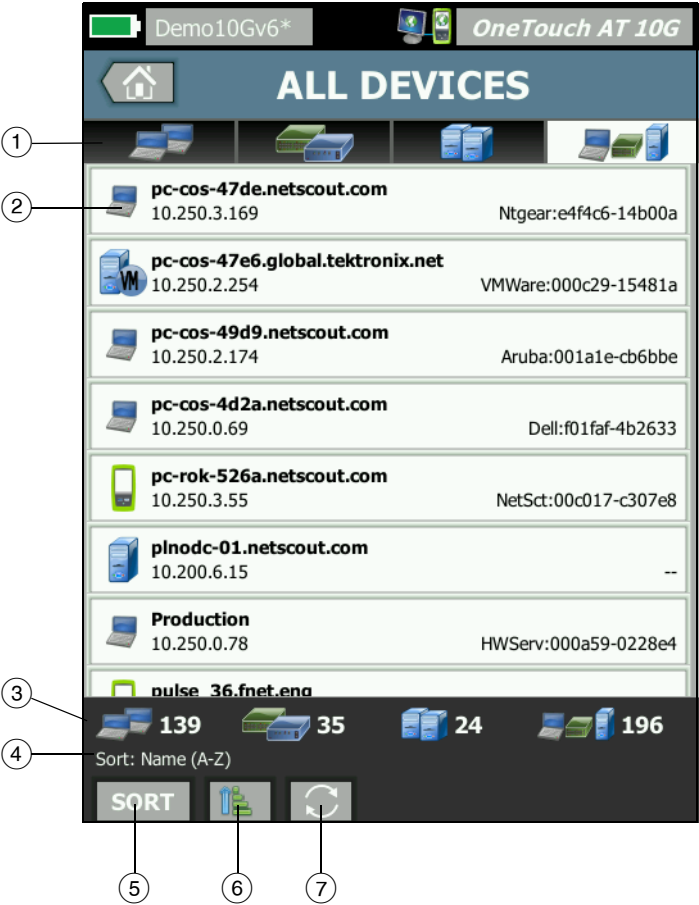 Demo10Gv6* OneTouch AT 10G
ALL DEVICES
1
pc-cos-47de.netscout.com
2
10.250.3.169 Ntgear:e4f4c6-14b00a
pc-cos-47e6.global.tektronix.net
VM
10.250.2.254 VMWare:000c29-15481a
pc-cos-49d9.netscout.com
10.250.2.174 Aruba:001a1e-cb6bbe
pc-cos-4d2a.netscout.com
10.250.0.69 Dell:f01faf-4b2633
pc-rok-526a.netscout.com
10.250.3.55 NetSct:00c017-c307e8
plnodc-01.netscout.com
10.200.6.15 --
Production
10.250.0.78 HWServ:000a59-0228e4
pulse_36.fnet.eng
3
139 35 24 196
4
Sort: Name (A-Z)
SORT
5 6 7